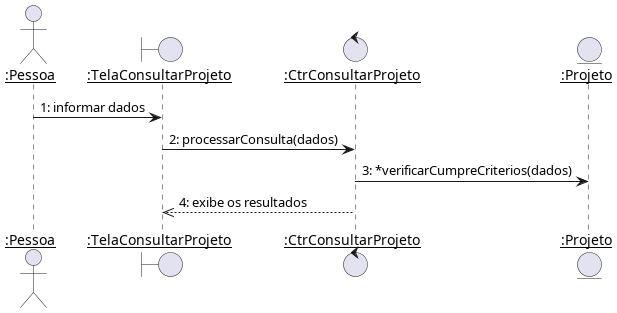 :Pessoa :TelaConsultarProjeto :CtrConsultarProjeto :Projeto
1: informar dados
2: processarConsulta(dados)
3: *verificarCumpreCriterios(dados)
4: exibe os resultados
:Pessoa :TelaConsultarProjeto :CtrConsultarProjeto :Projeto